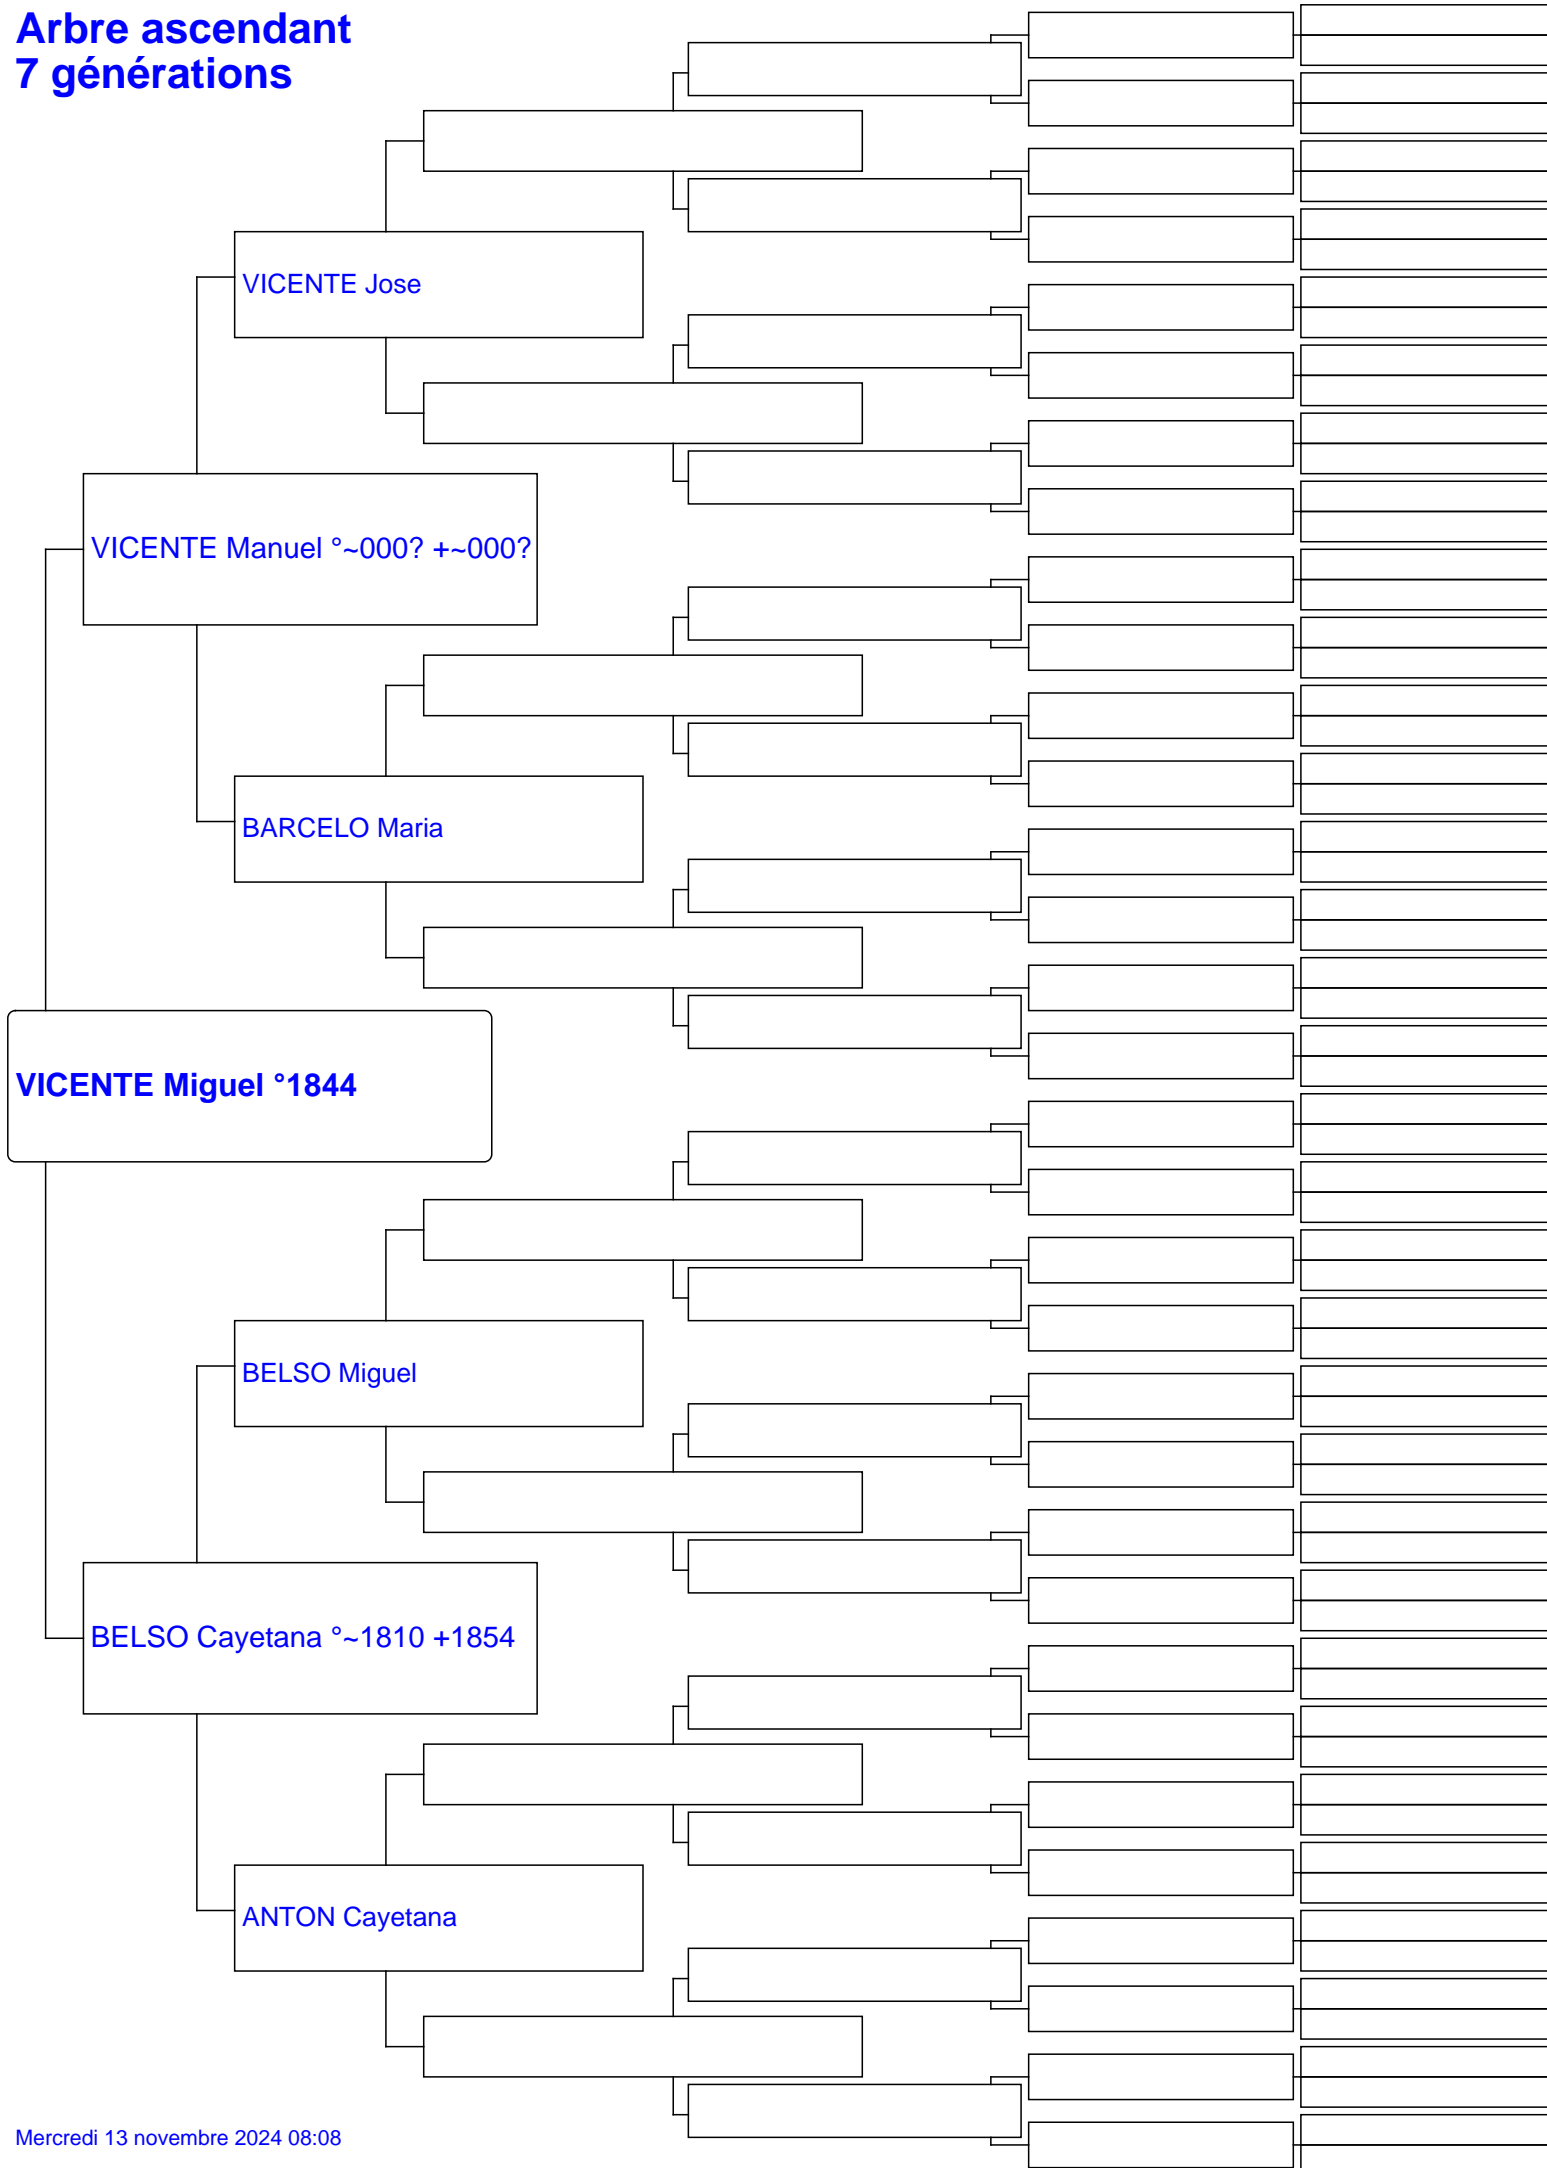 Arbre ascendant
7 générations
VICENTE Jose
VICENTE Manuel °~000? +~000?
BARCELO Maria
VICENTE Miguel °1844
BELSO Miguel
BELSO Cayetana °~1810 +1854
ANTON Cayetana
Mercredi 13 novembre 2024 08:08